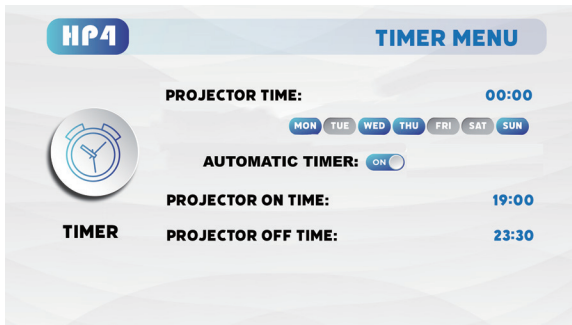 HP4
TIMER MENU
PROJECTOR TIME: 00:00
MON TUE WED THU FRI SAT SUN
AUTOMATIC TIMER: ON
PROJECTOR ON TIME: 19:00
TIMER
PROJECTOR OFF TIME: 23:30